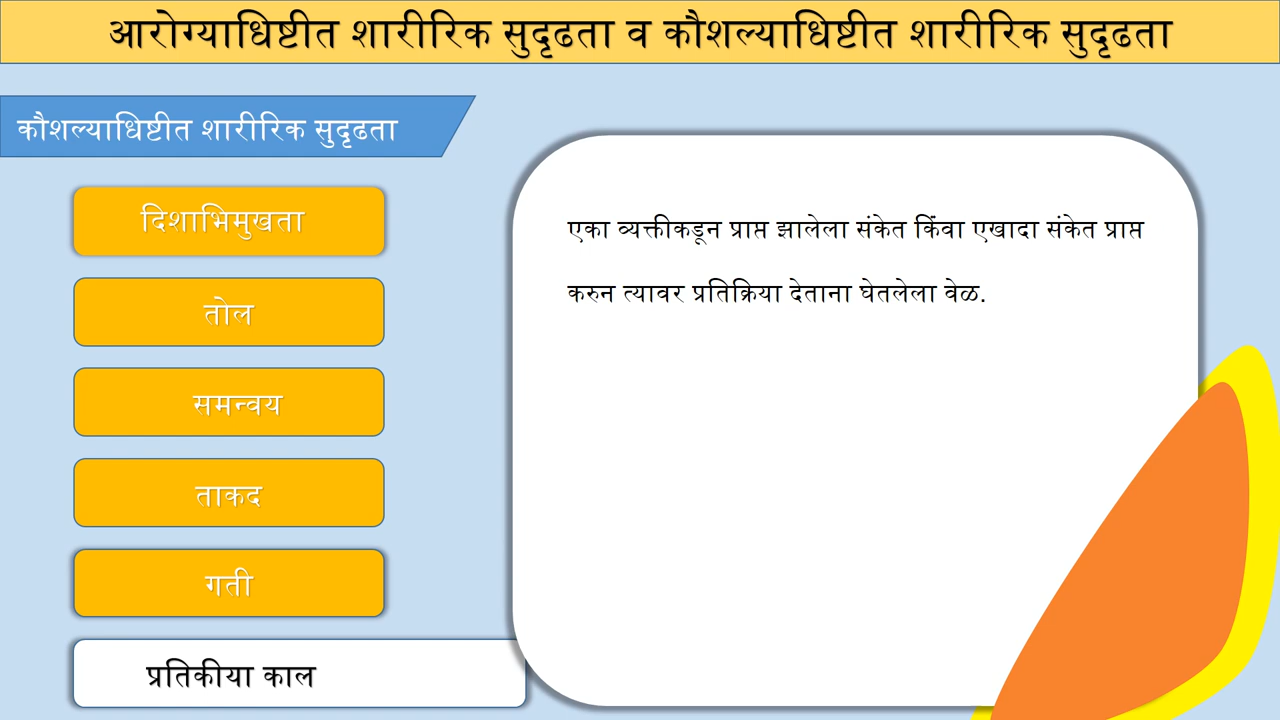 आरोग्याधिष्टीत शारीरिक सुदृढता व कौशल्याधिष्टीत शारीरिक सुदृढता
कौशल्याधिष्टीत शारीरिक सुदृढता
दिशाभिमुखता
तोल
समन्वय
ताकद
गती
प्रतिकीया काल
एका व्यक्तीकडून प्राप्त झालेला संकेत किंवा एखादा संकेत प्राप्त
करुन त्यावर प्रतिक्रिया देताना घेतलेला वेळ.